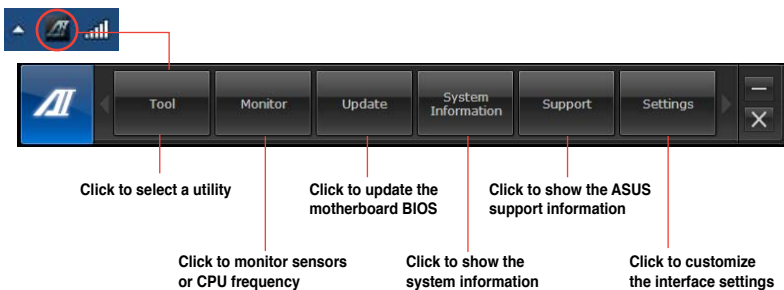 AI
AI
Tool
Monitor
Update
System
Information
Support
Settings
Click to select a utility
Click to update the
motherboard BIOS
Click to show the ASUS
support information
Click to monitor sensors
or CPU frequency
Click to show the
system information
Click to customize
the interface settings